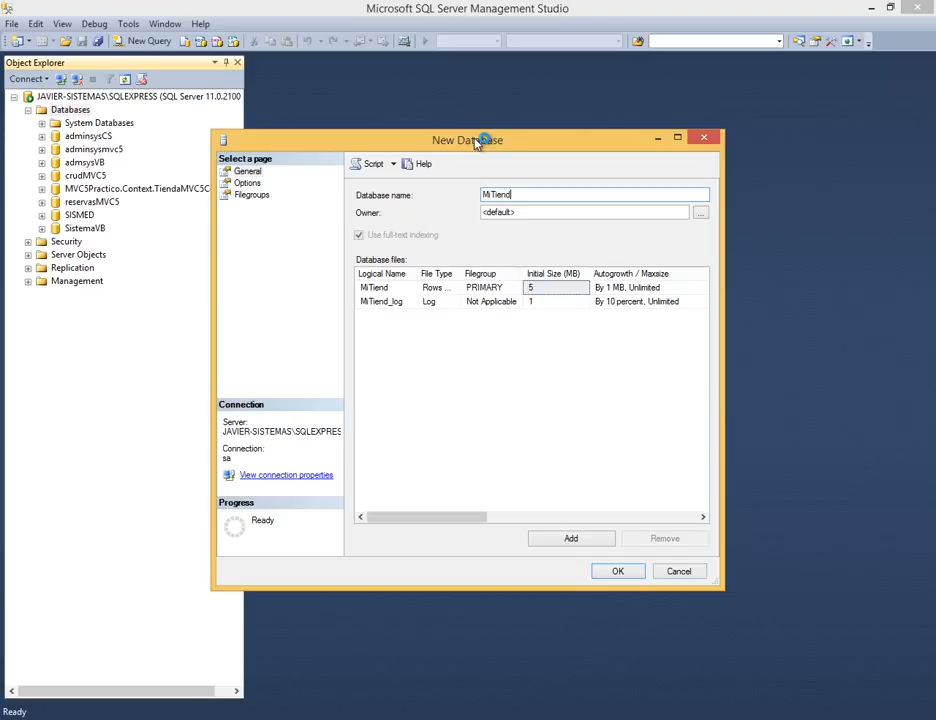 Microsoft SQL Server Management Studio
File Edit View Debug Tools Window Help
New Query
Object Explorer
Connect
JAVIER-SISTEMAS\SQLEXPRESS (SQL Server 11.0.2100
Databases
System Databases
adminsysCS
adminsysmvc5
admsysVB
crudMVC5
MVC5Practico.Context.TiendaMVC5C
reservasMVC5
SISMED
SistemaVB
Security
Server Objects
Replication
Management
New Database
Select a page
General
Options
Filegroups
Script Help
Database name: MiTiend
Owner: <default> ...
Use full-text indexing
Database files:
Logical Name File Type Filegroup Initial Size (MB) Autogrowth / Maxsize
MiTiend Rows ... PRIMARY 5 By 1 MB, Unlimited
MiTiend_log Log Not Applicable 1 By 10 percent, Unlimited
Connection
Server:
JAVIER-SISTEMAS\SQLEXPRESS
Connection:
sa
View connection properties
Progress
Ready
Add Remove
OK Cancel
Ready